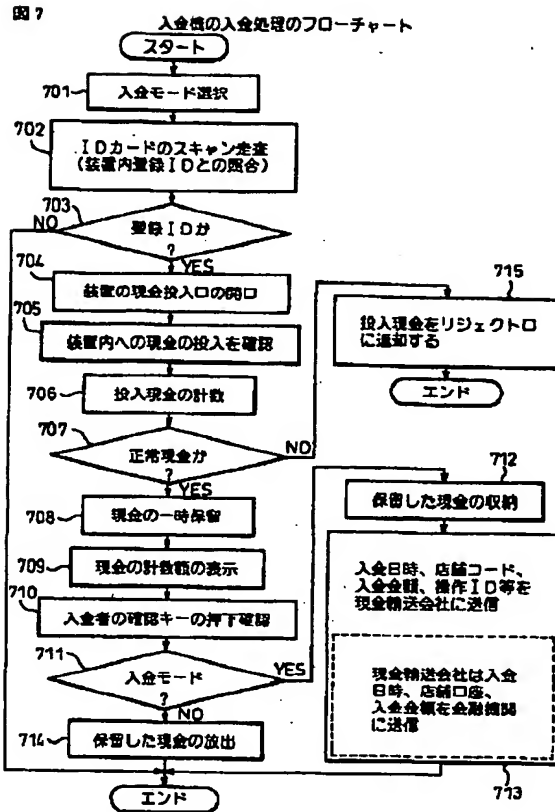 図7
入金機の入金処理のフローチャート
スタート
701
入金モード選択
702
IDカードのスキャン走査
(装置内登録IDとの照合)
703
NO
登録IDか
?
YES
704
装置の現金投入口の開口
705
装置内への現金の投入を確認
706
投入現金の計数
707
正常現金か
?
NO
YES
715
投入現金をリジェクト口
に返却する
エンド
708
現金の一時保留
709
現金の計数額の表示
710
入金者の確認キーの押下確認
711
入金モード
?
YES
NO
714
保留した現金の放出
エンド
712
保留した現金の収納
入金日時、店舗コード、
入金金額、操作ID等を
現金輸送会社に送信
現金輸送会社は入金
日時、店舗口座、
入金金額を金融機関
に送信
713